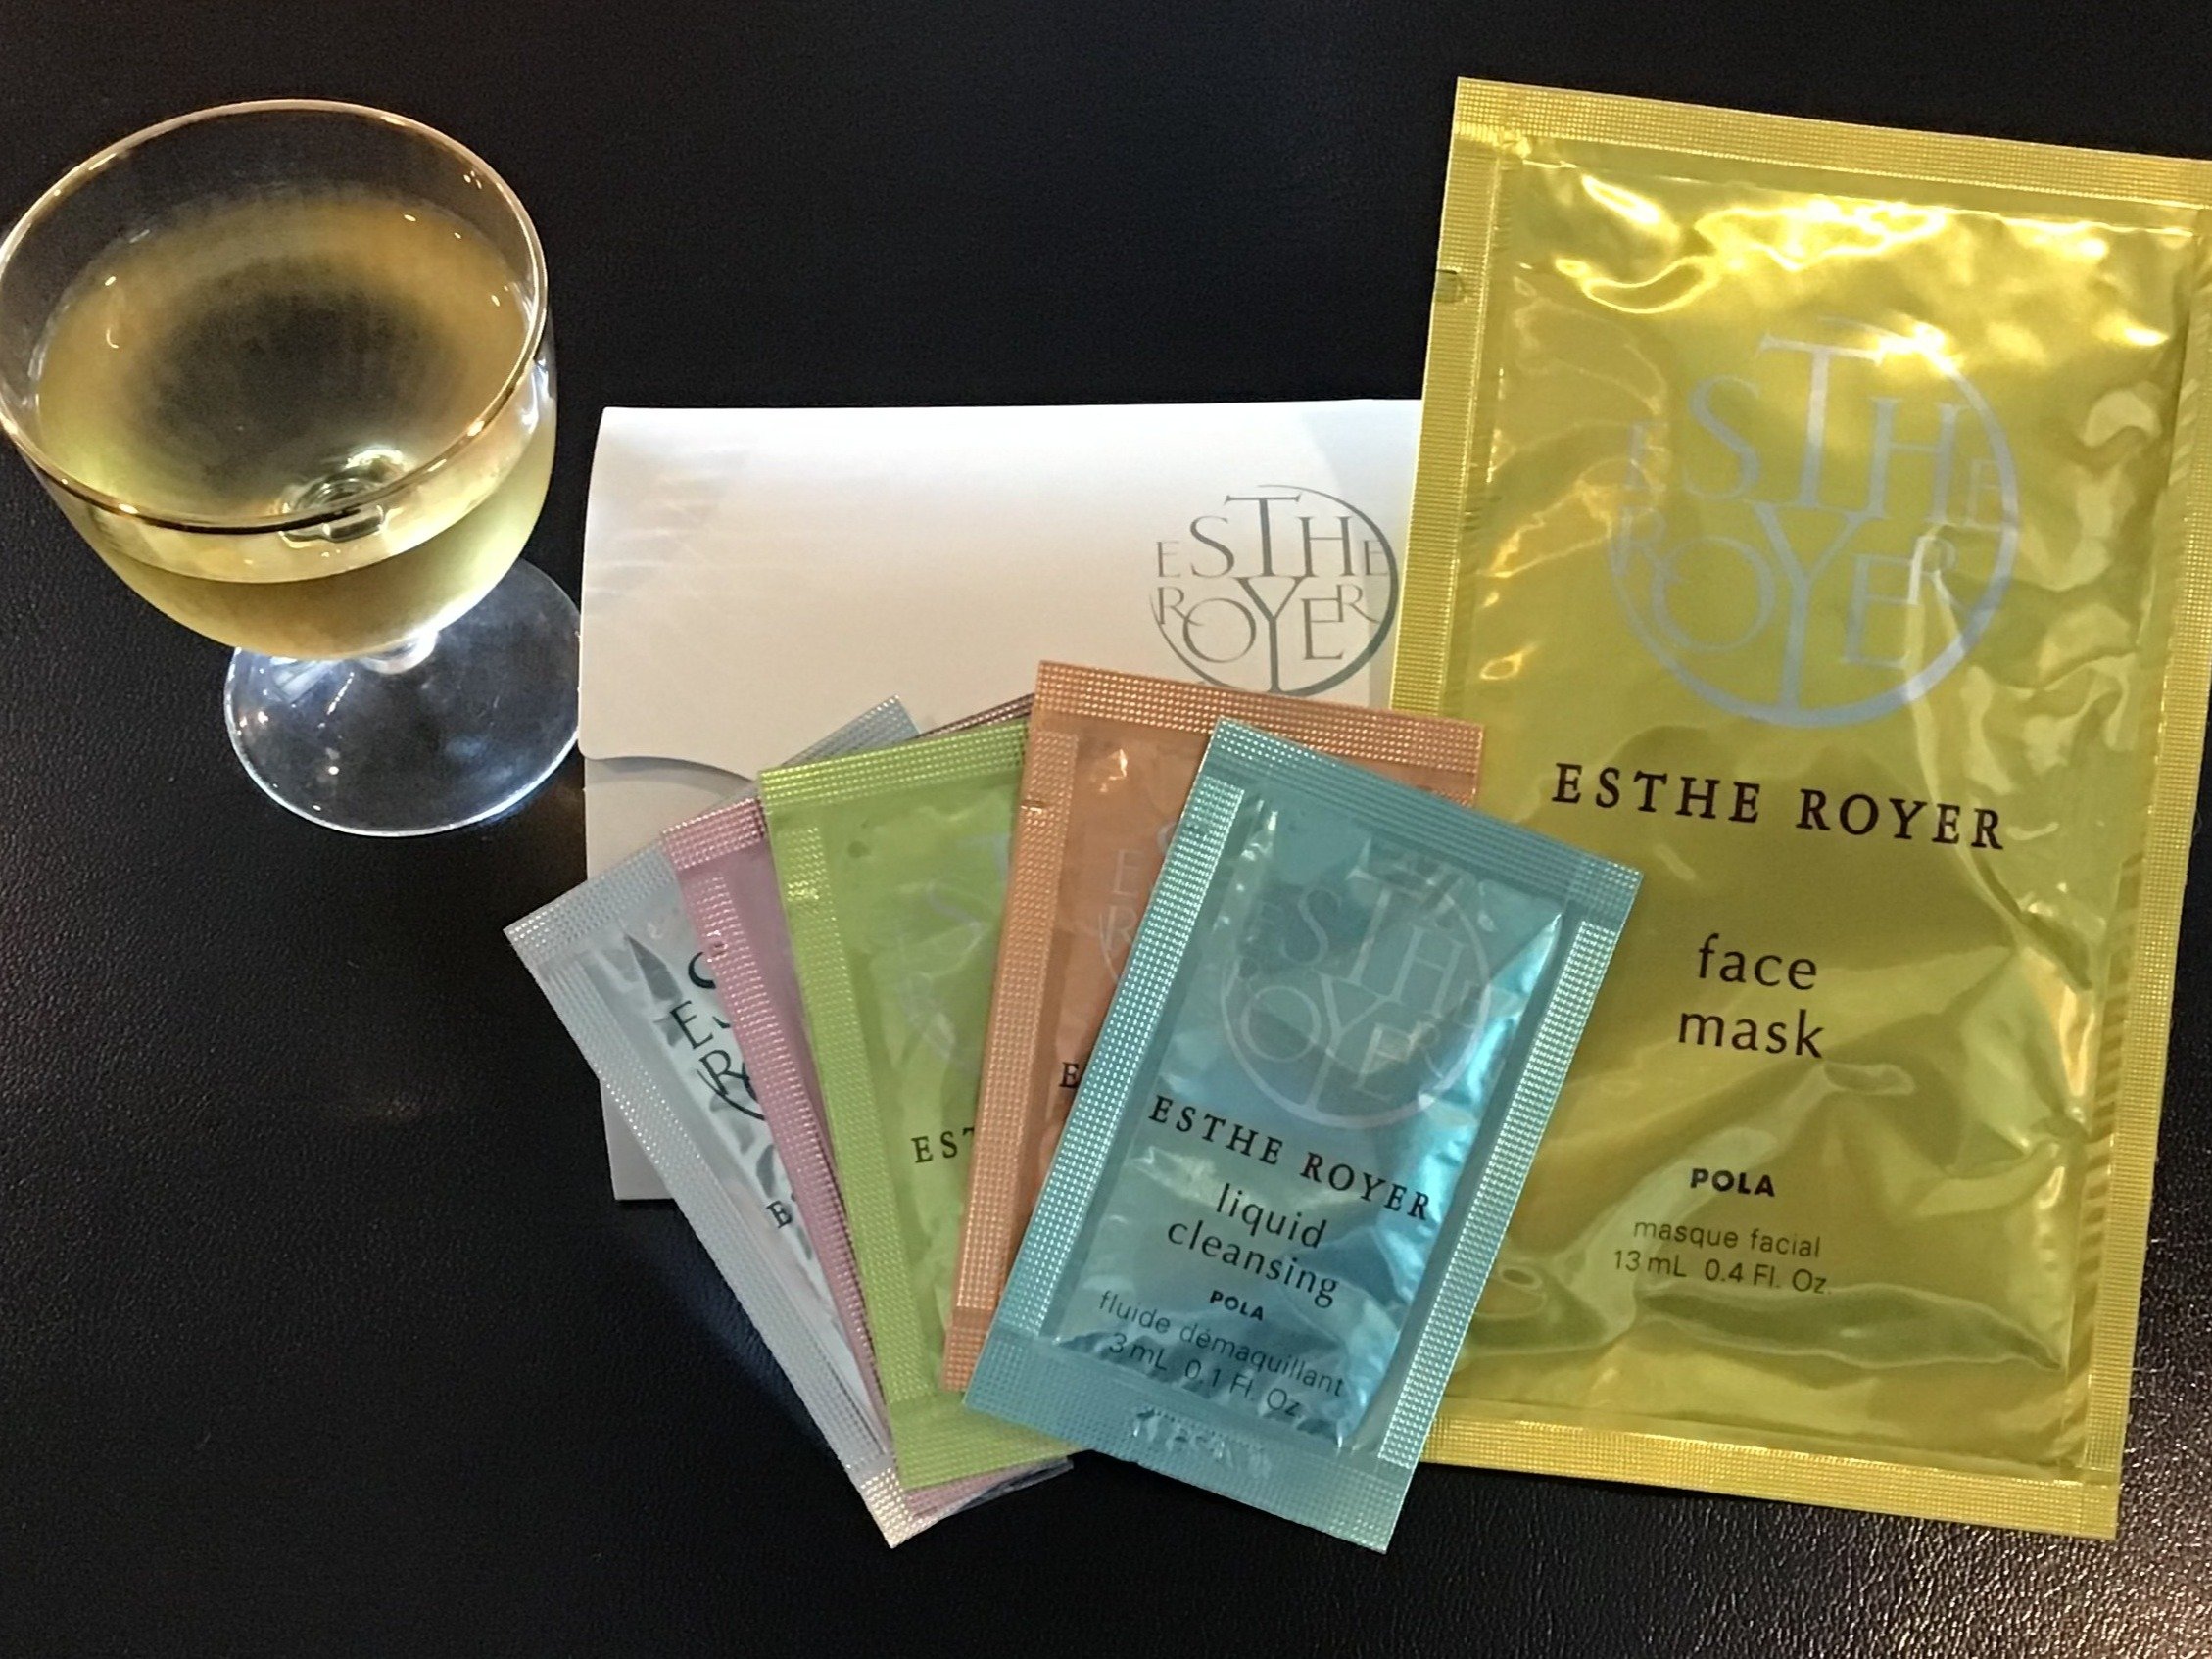 ESTHE
ROYER
ESTHE
ROYER
ESTHE ROYER
face
mask
POLA
masque facial
13 mL 0.4 Fl. Oz.
EST
ESTHE
ROYER
ESTHE ROYER
liquid
cleansing
POLA
fluide démaquillant
3 mL 0.1 Fl. Oz.